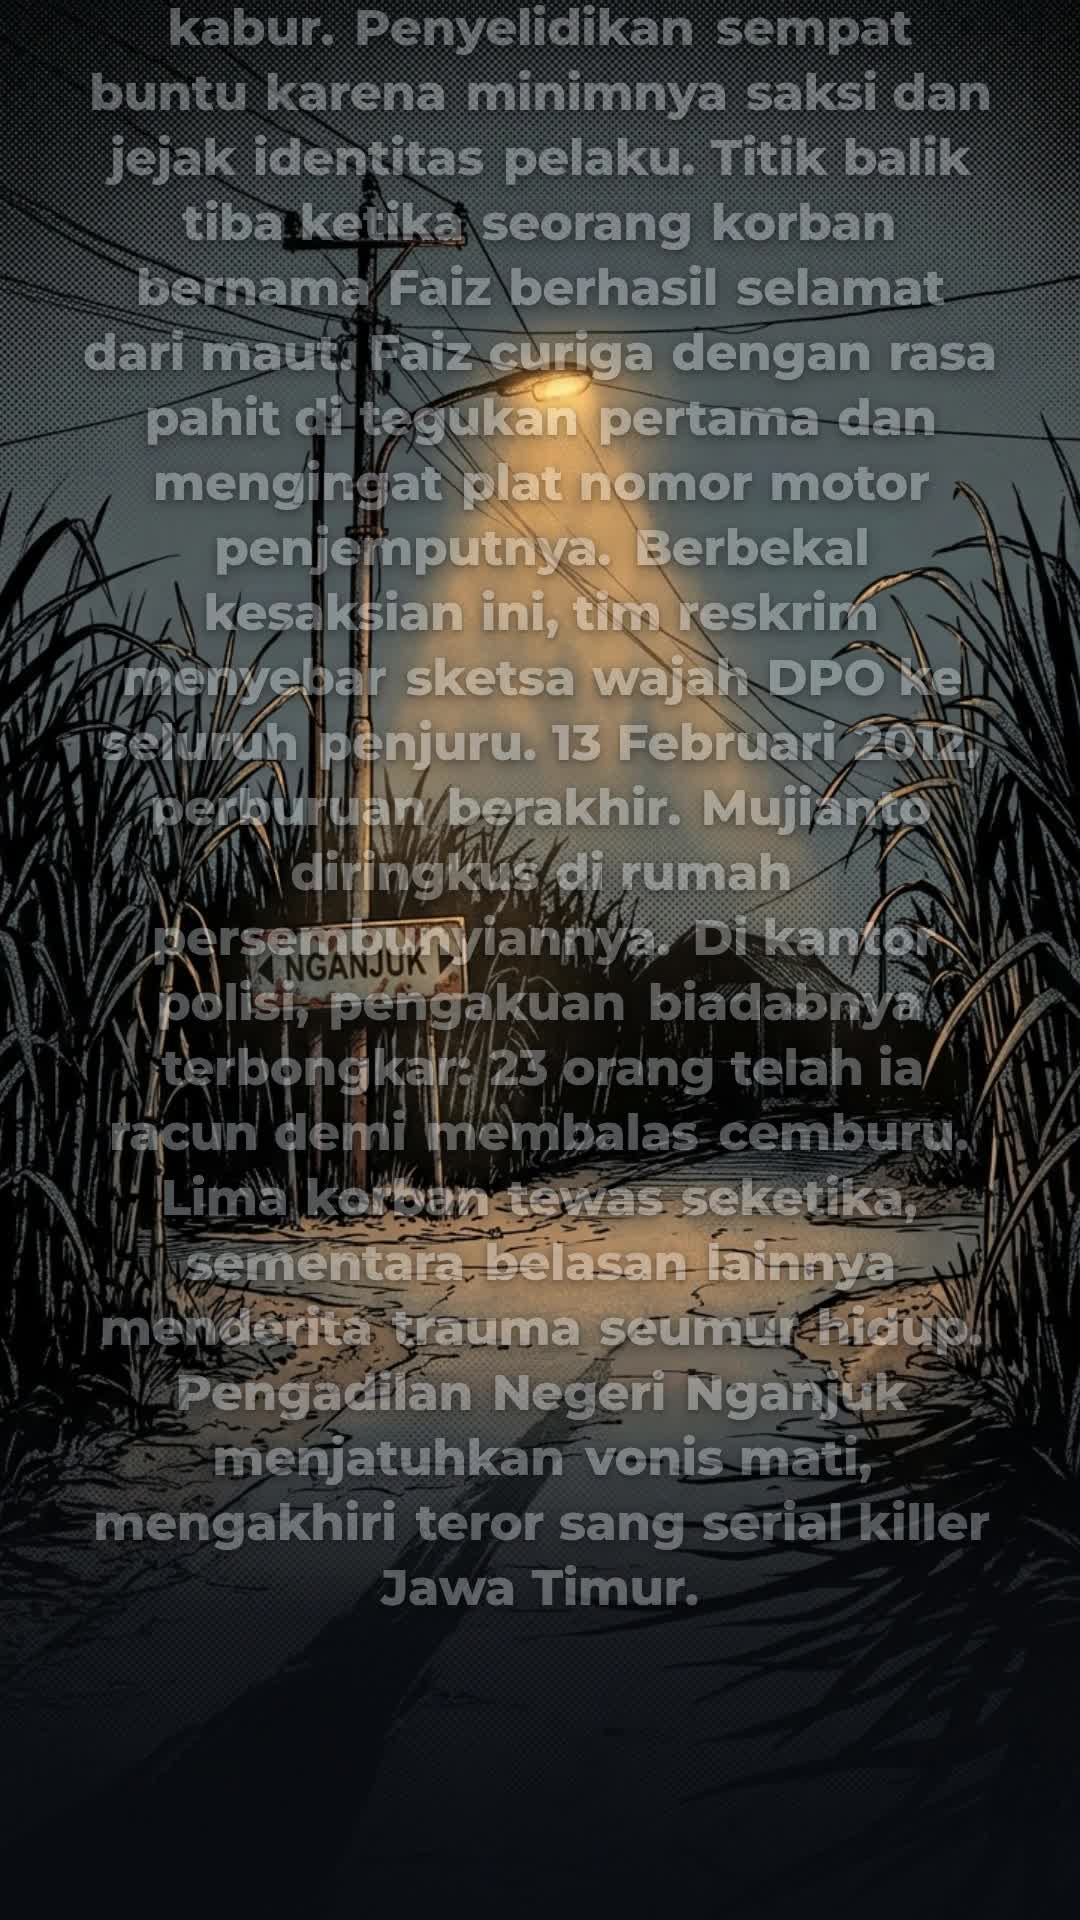 kabur. Penyelidikan sempat
buntu karena minimnya saksi dan
jejak identitas pelaku. Titik balik
tiba ketika seorang korban
bernama Faiz berhasil selamat
dari maut. Faiz curiga dengan rasa
pahit di tegukan pertama dan
mengingat plat nomor motor
penjemputnya. Berbekal
kesaksian ini, tim reskrim
menyebar sketsa wajah DPO ke
seluruh penjuru. 13 Februari 2012,
perburuan berakhir. Mujianto
diringkus di rumah
persembunyiannya. Di kantor
NGANJUK
polisi, pengakuan biadabnya
terbongkar: 23 orang telah ia
racun demi membalas cemburu.
Lima korban tewas seketika,
sementara belasan lainnya
menderita trauma seumur hidup.
Pengadilan Negeri Nganjuk
menjatuhkan vonis mati,
mengakhiri teror sang serial killer
Jawa Timur.